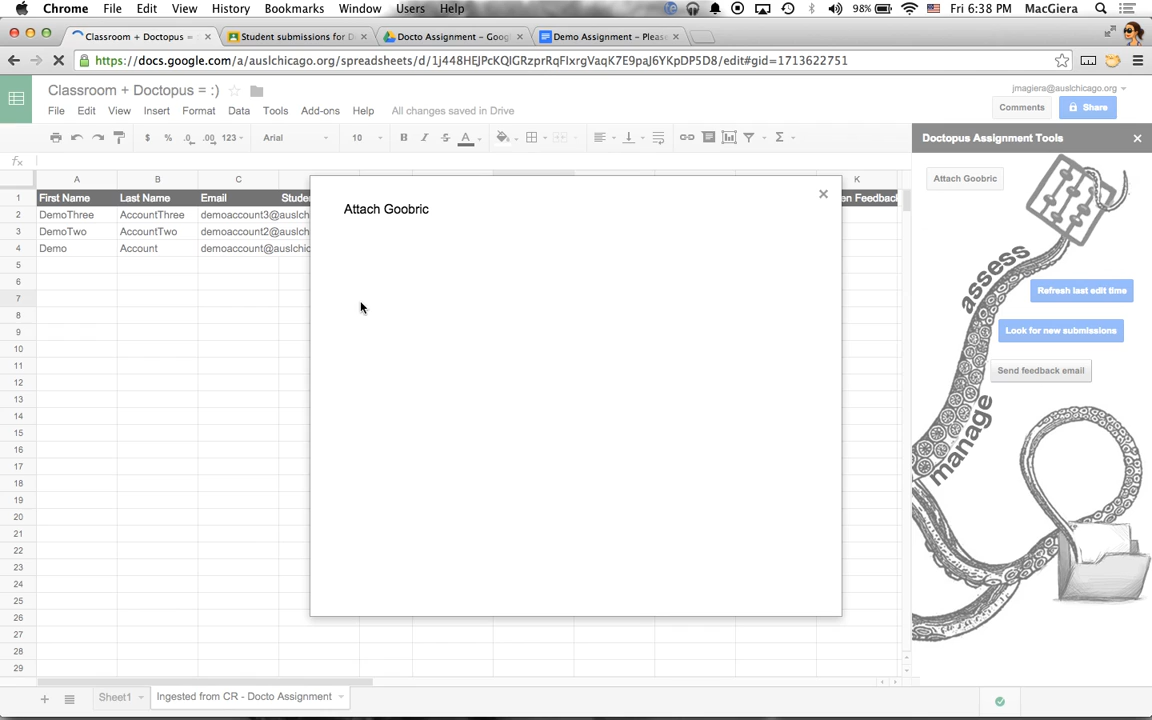 Chrome File Edit View History Bookmarks Window Users Help 98% Fri 6:38 PM MacGiera
Classroom + Doctopus = Student submissions for D Docto Assignment – Goog Demo Assignment – Pleas
https://docs.google.com/a/auslchicago.org/spreadsheets/d/1j448HEJPcKQIGRzprRqFIxrgVaqK7E9pajJ6YKpDP5D8/edit#gid=1713622751
Classroom + Doctopus = :)
jmagiera@auslchicago.org
File Edit View Insert Format Data Tools Add-ons Help All changes saved in Drive
Comments Share
$ % .0 .00 123 Arial 10 B I S A
Doctopus Assignment Tools
fx
A B C K
1 First Name Last Name Email Studen en Feedback
2 DemoThree AccountThree demoaccount3@auslch
3 DemoTwo AccountTwo demoaccount2@auslch
4 Demo Account demoaccount@auslchic
5
6
7
8
9
10
11
12
13
14
15
16
17
18
19
20
21
22
23
24
25
26
27
28
29
Attach Goobric
Attach Goobric
assess
Refresh last edit time
Look for new submissions
Send feedback email
manage
Sheet1 Ingested from CR - Docto Assignment